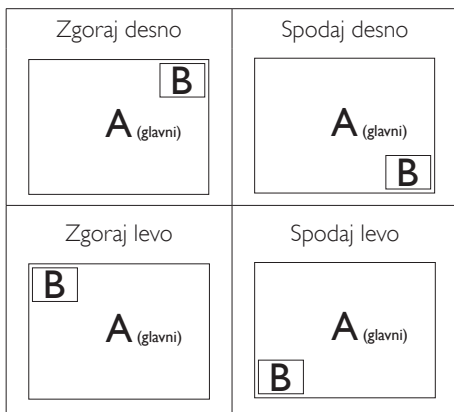 Zgoraj desno
B
A (glavni)
Spodaj desno
A (glavni)
B
Zgoraj levo
B
A (glavni)
Spodaj levo
A (glavni)
B